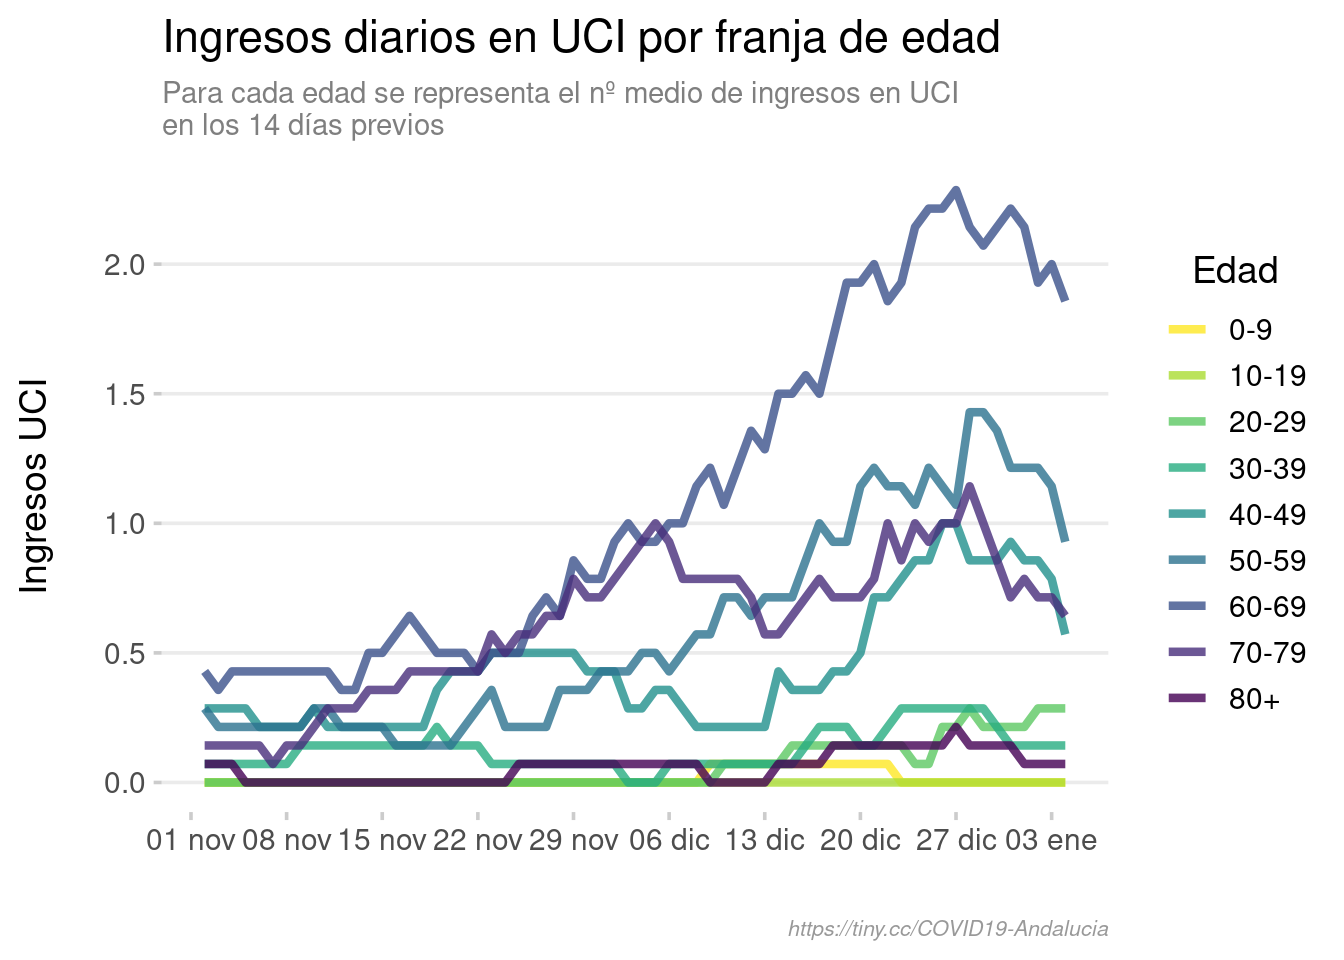 Ingresos diarios en UCI por franja de edad
Para cada edad se representa el nº medio de ingresos en UCI
en los 14 días previos
Ingresos UCI
2.0
1.5
1.0
0.5
0.0
01 nov 08 nov 15 nov 22 nov 29 nov 06 dic 13 dic 20 dic 27 dic 03 ene
Edad
0-9
10-19
20-29
30-39
40-49
50-59
60-69
70-79
80+
https://tiny.cc/COVID19-Andalucia